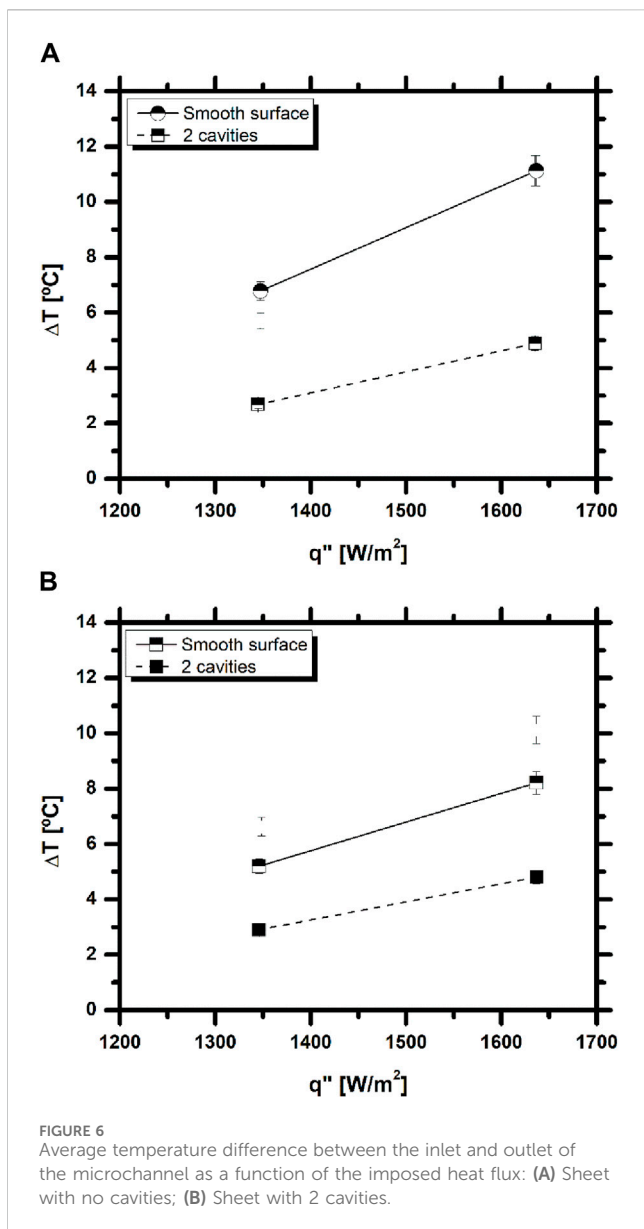 A
14
12
10
8
6
4
2
0
ΔT [ºC]
Smooth surface
2 cavities
1200 1300 1400 1500 1600 1700
q" [W/m²]
B
14
12
10
8
6
4
2
0
ΔT [ºC]
Smooth surface
2 cavities
1200 1300 1400 1500 1600 1700
q" [W/m²]
FIGURE 6
Average temperature difference between the inlet and outlet of
the microchannel as a function of the imposed heat flux: (A) Sheet
with no cavities; (B) Sheet with 2 cavities.